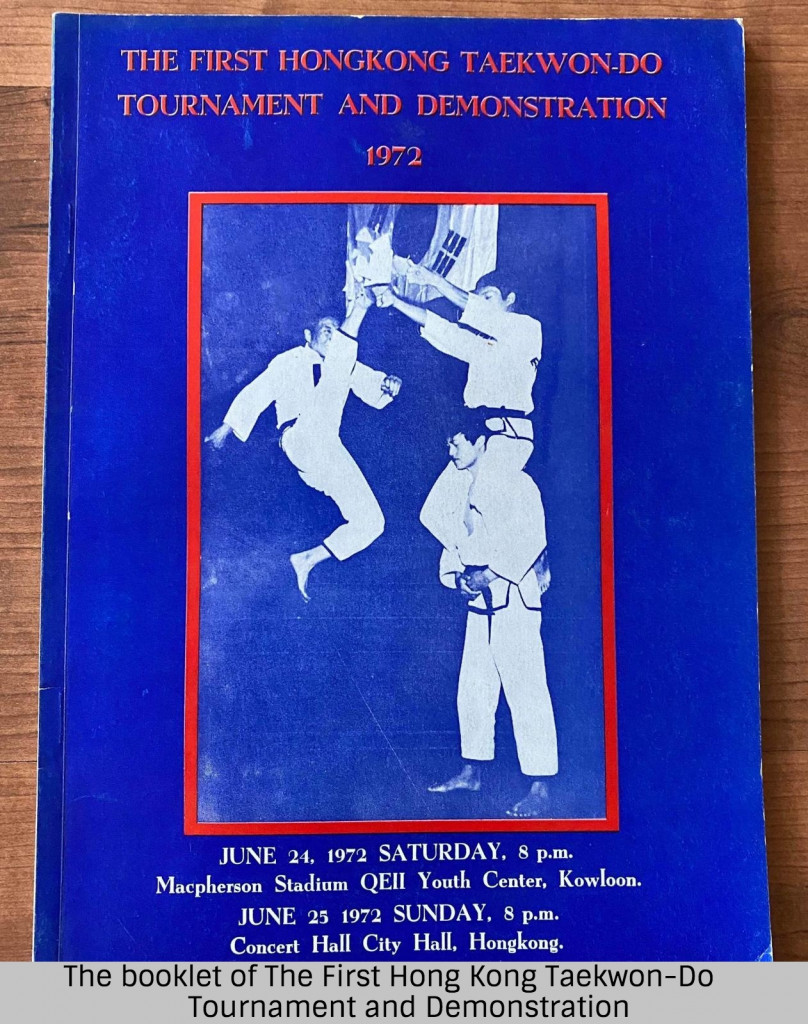 THE FIRST HONGKONG TAEKWON-DO
TOURNAMENT AND DEMONSTRATION
1972
JUNE 24, 1972 SATURDAY, 8 p.m.
Macpherson Stadium QEII Youth Center, Kowloon.
JUNE 25 1972 SUNDAY, 8 p.m.
Concert Hall City Hall, Hongkong.
The booklet of The First Hong Kong Taekwon-Do
Tournament and Demonstration